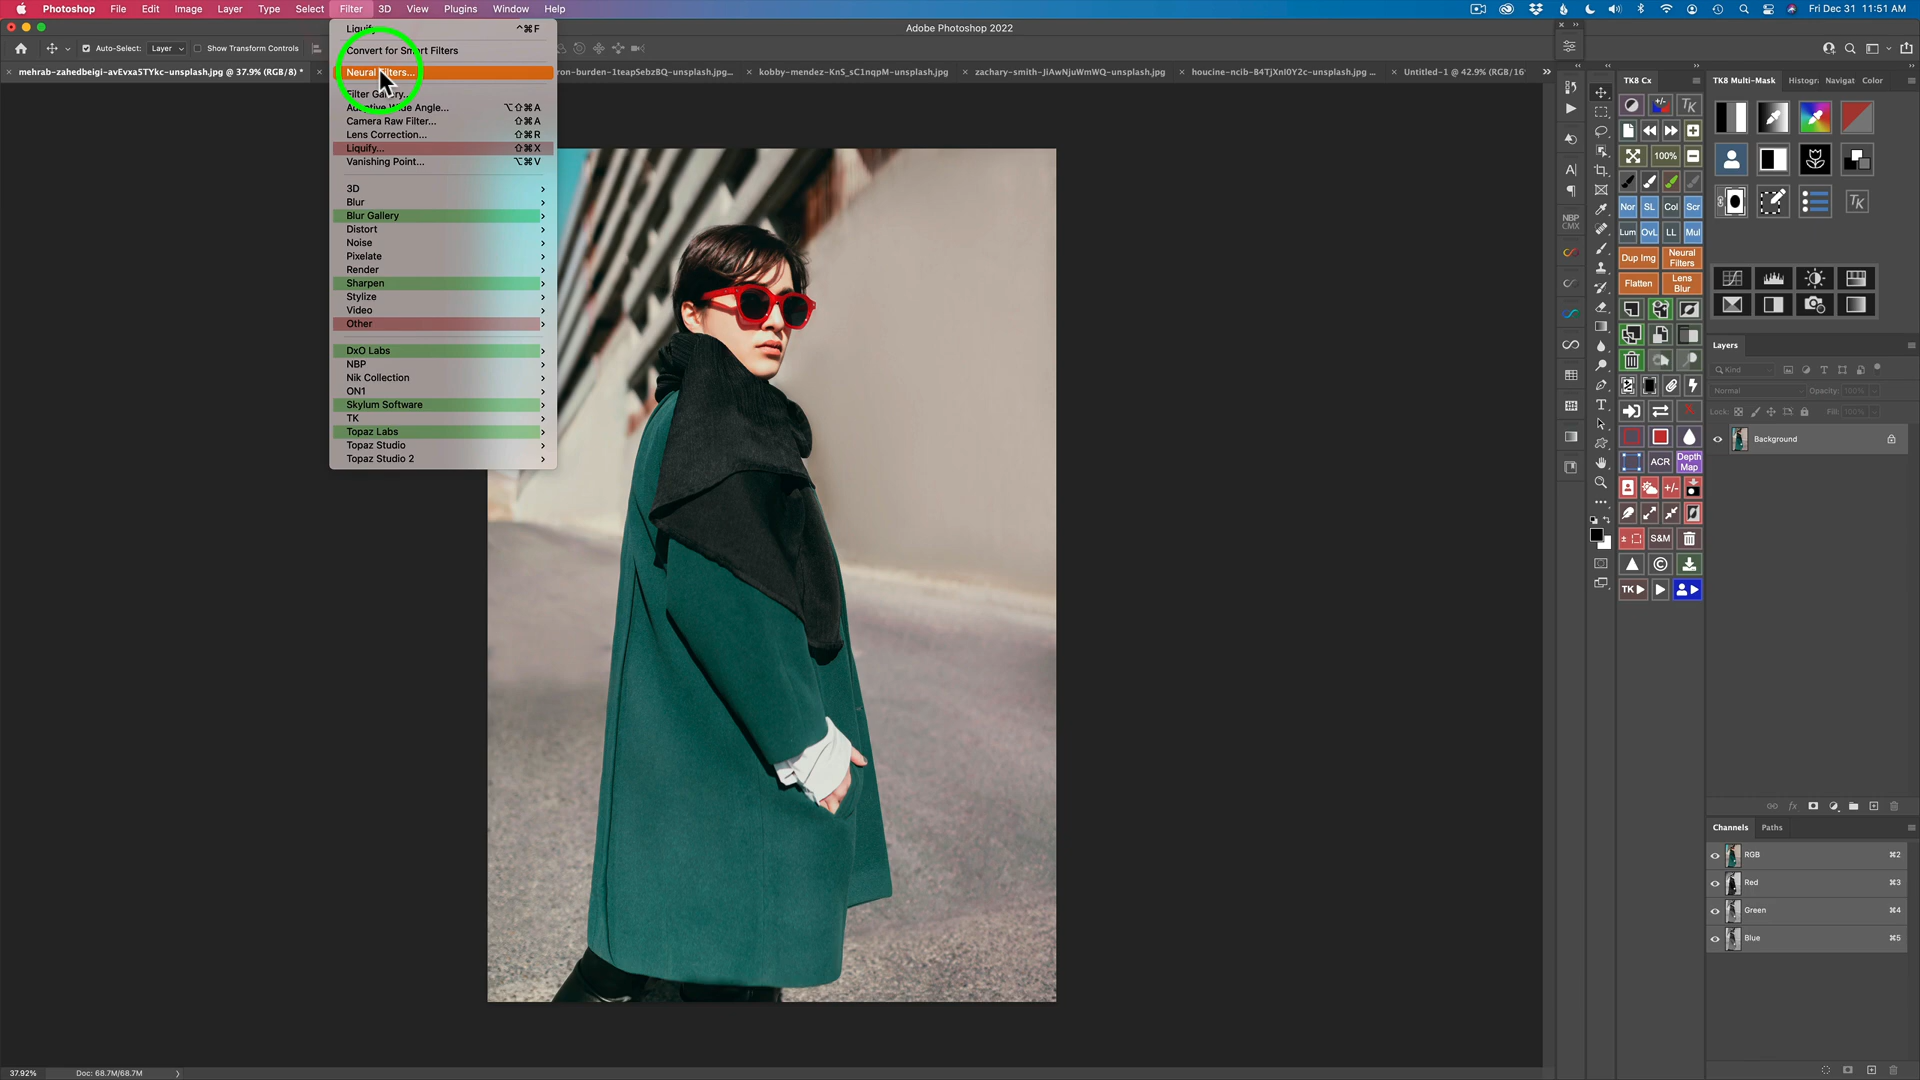 Photoshop File Edit Image Layer Type Select Filter 3D View Plugins Window Help
Fri Dec 31 11:51 AM
Adobe Photoshop 2022
Auto-Select: Layer Show Transform Controls
mehrab-zahedbeigi-avEvxa5TYkc-unsplash.jpg @ 37.9% (RGB/8) *
ron-burden-1teapSebzBQ-unsplash.jpg...
kobby-mendez-KnS_sC1nqpM-unsplash.jpg
zachary-smith-JiAwNjuWmWQ-unsplash.jpg
houcine-ncib-B4TjXnI0Y2c-unsplash.jpg ...
Untitled-1 @ 42.9% (RGB/16
Liquify ⌃⌘F
Convert for Smart Filters
Neural Filters...
Filter Gallery...
Adaptive Wide Angle... ⌥⇧⌘A
Camera Raw Filter... ⇧⌘A
Lens Correction... ⇧⌘R
Liquify... ⇧⌘X
Vanishing Point... ⌥⌘V
3D
Blur
Blur Gallery
Distort
Noise
Pixelate
Render
Sharpen
Stylize
Video
Other
DxO Labs
NBP
Nik Collection
ON1
Skylum Software
TK
Topaz Labs
Topaz Studio
Topaz Studio 2
NBP
CMX
TK8 Cx
TK
100%
Nor SL Col Scr
Lum OvL LL Mul
Dup Img Neural Filters
Flatten Lens Blur
ACR Depth Map
+/-
S&M
TK
TK8 Multi-Mask Histogr Navigat Color
TK
Layers
Kind
Normal Opacity: 100%
Lock: Fill: 100%
Background
fx
Channels Paths
RGB ⌘2
Red ⌘3
Green ⌘4
Blue ⌘5
37.92% Doc: 68.7M/68.7M